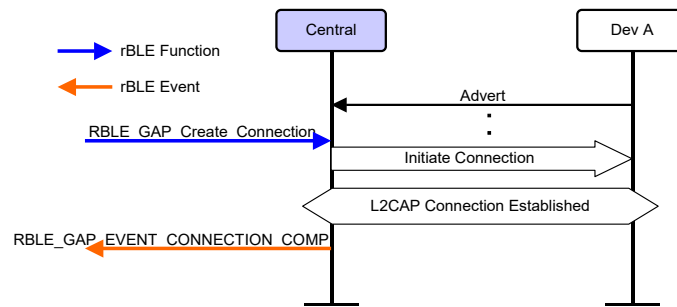 Central
Dev A
rBLE Function
rBLE Event
Advert
RBLE_GAP_Create_Connection
Initiate Connection
L2CAP Connection Established
RBLE_GAP_EVENT_CONNECTION_COMP